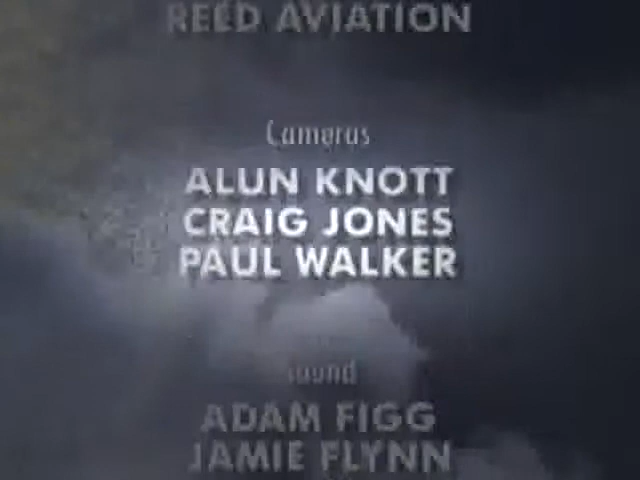 REED AVIATION
Cameras
ALUN KNOTT
CRAIG JONES
PAUL WALKER
Sound
ADAM FIGG
JAMIE FLYNN